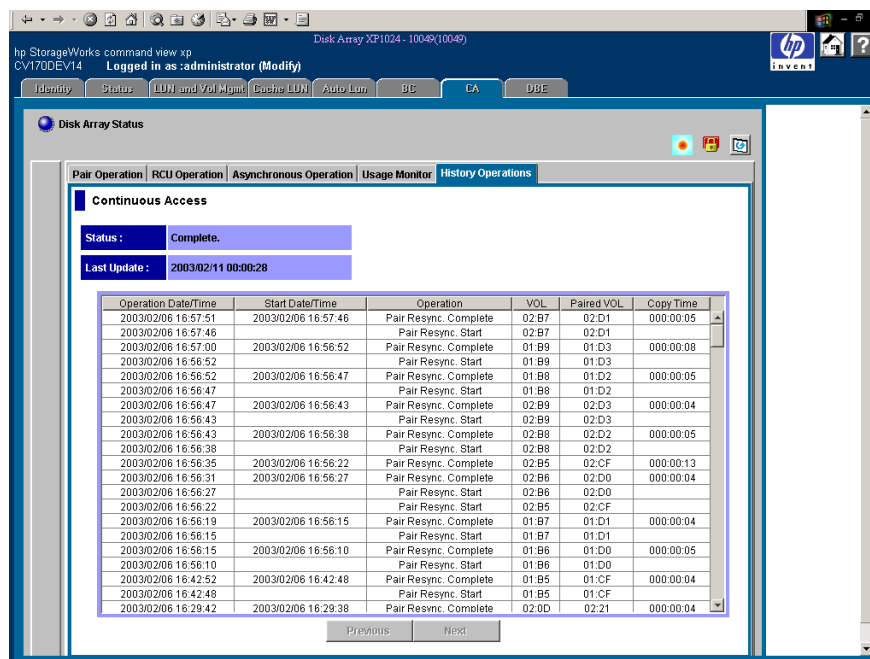 Disk Array XP1024 - 10049(10049)
hp StorageWorks command view xp
CV170DEV14 Logged in as :administrator (Modify)
hp
invent
Identity Status LUN and Vol Mgmt Cache LUN Auto Lun BC CA DBE
Disk Array Status
Pair Operation RCU Operation Asynchronous Operation Usage Monitor History Operations
Continuous Access
Status : Complete.
Last Update : 2003/02/11 00:00:28
Operation Date/Time Start Date/Time Operation VOL Paired VOL Copy Time
2003/02/06 16:57:51 2003/02/06 16:57:46 Pair Resync. Complete 02:B7 02:D1 000:00:05
2003/02/06 16:57:46 Pair Resync. Start 02:B7 02:D1
2003/02/06 16:57:00 2003/02/06 16:56:52 Pair Resync. Complete 01:B9 01:D3 000:00:08
2003/02/06 16:56:52 Pair Resync. Start 01:B9 01:D3
2003/02/06 16:56:52 2003/02/06 16:56:47 Pair Resync. Complete 01:B8 01:D2 000:00:05
2003/02/06 16:56:47 Pair Resync. Start 01:B8 01:D2
2003/02/06 16:56:47 2003/02/06 16:56:43 Pair Resync. Complete 02:B9 02:D3 000:00:04
2003/02/06 16:56:43 Pair Resync. Start 02:B9 02:D3
2003/02/06 16:56:43 2003/02/06 16:56:38 Pair Resync. Complete 02:B8 02:D2 000:00:05
2003/02/06 16:56:38 Pair Resync. Start 02:B8 02:D2
2003/02/06 16:56:35 2003/02/06 16:56:22 Pair Resync. Complete 02:B5 02:CF 000:00:13
2003/02/06 16:56:31 2003/02/06 16:56:27 Pair Resync. Complete 02:B6 02:D0 000:00:04
2003/02/06 16:56:27 Pair Resync. Start 02:B6 02:D0
2003/02/06 16:56:22 Pair Resync. Start 02:B5 02:CF
2003/02/06 16:56:19 2003/02/06 16:56:15 Pair Resync. Complete 01:B7 01:D1 000:00:04
2003/02/06 16:56:15 Pair Resync. Start 01:B7 01:D1
2003/02/06 16:56:15 2003/02/06 16:56:10 Pair Resync. Complete 01:B6 01:D0 000:00:05
2003/02/06 16:56:10 Pair Resync. Start 01:B6 01:D0
2003/02/06 16:42:52 2003/02/06 16:42:48 Pair Resync. Complete 01:B5 01:CF 000:00:04
2003/02/06 16:42:48 Pair Resync. Start 01:B5 01:CF
2003/02/06 16:29:42 2003/02/06 16:29:38 Pair Resync. Complete 02:0D 02:21 000:00:04
Previous Next